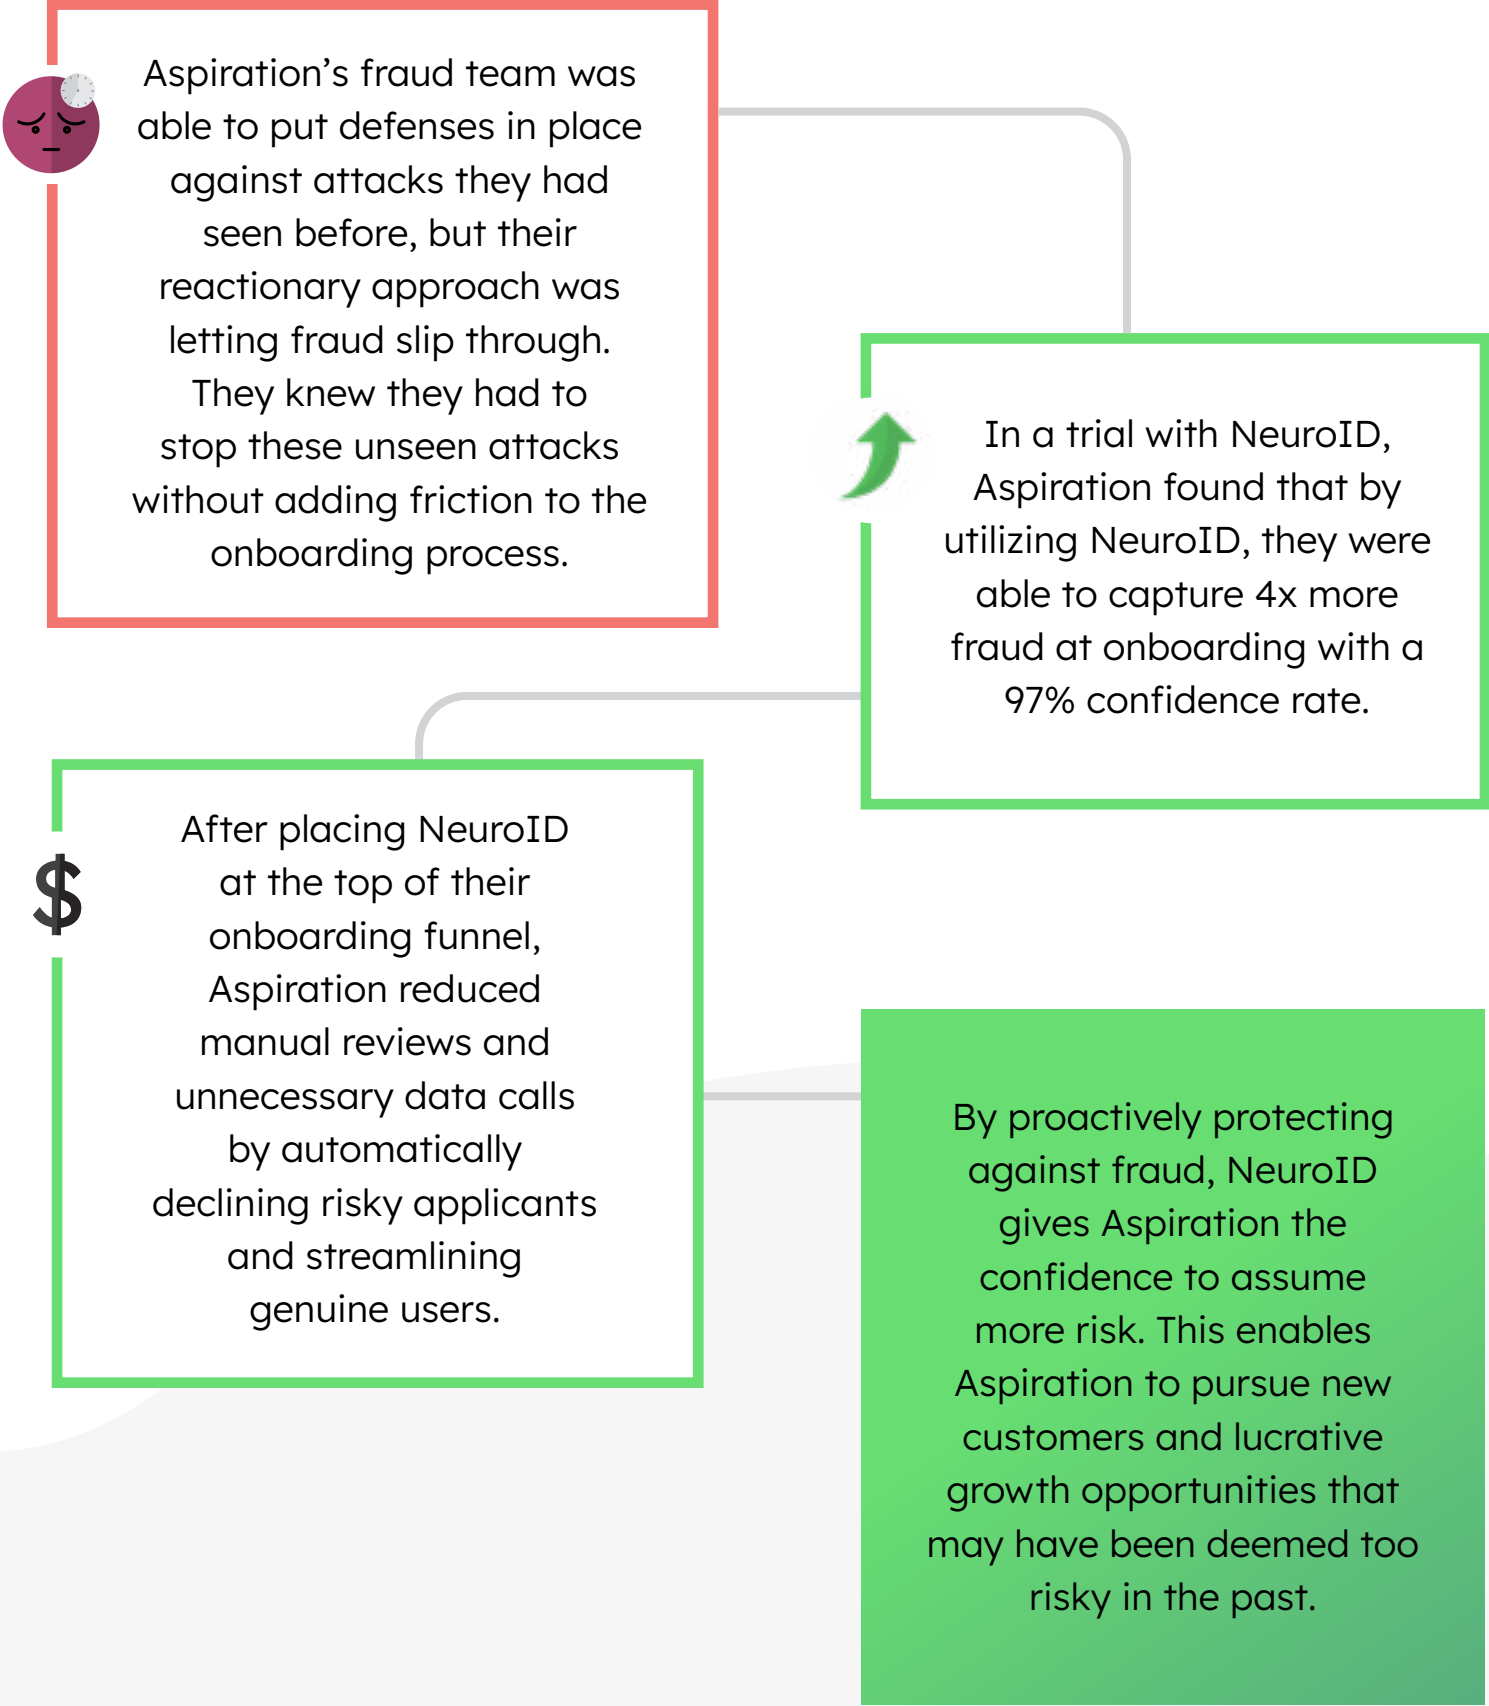 Aspiration’s fraud team was
able to put defenses in place
against attacks they had
seen before, but their
reactionary approach was
letting fraud slip through.
They knew they had to
stop these unseen attacks
without adding friction to the
onboarding process.
In a trial with NeuroID,
Aspiration found that by
utilizing NeuroID, they were
able to capture 4x more
fraud at onboarding with a
97% confidence rate.
After placing NeuroID
at the top of their
onboarding funnel,
Aspiration reduced
manual reviews and
unnecessary data calls
by automatically
declining risky applicants
and streamlining
genuine users.
$
By proactively protecting
against fraud, NeuroID
gives Aspiration the
confidence to assume
more risk. This enables
Aspiration to pursue new
customers and lucrative
growth opportunities that
may have been deemed too
risky in the past.